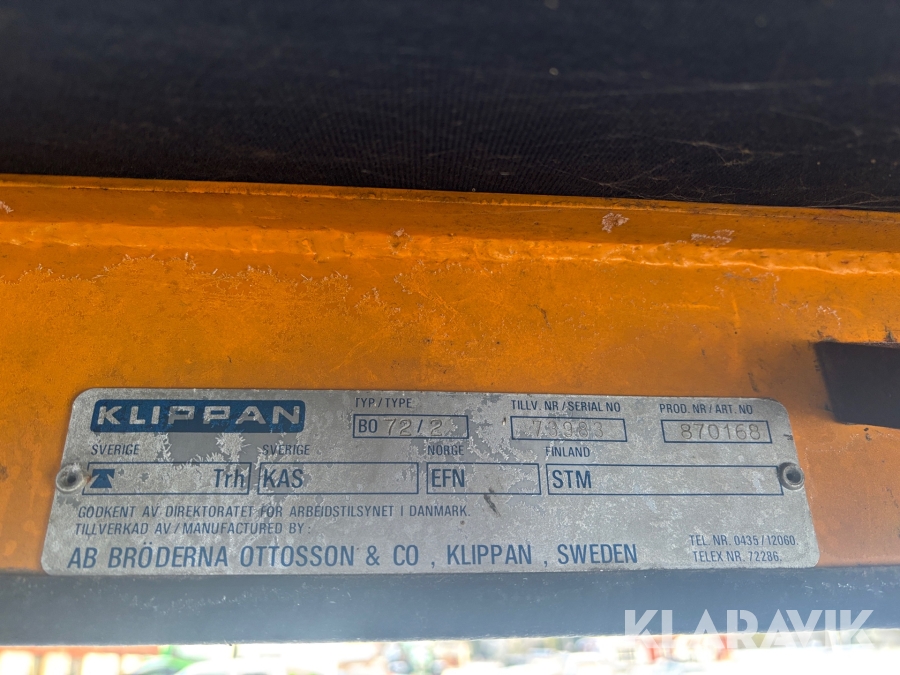 KLIPPAN
TYP/TYPE
TILLV. NR/SERIAL NO
PROD. NR/ART. NO
BO 72/2
870168
SVERIGE SVERIGE NORGE FINLAND
Trh KAS EFN STM
GODKENT AV DIREKTORATET FÖR ARBEIDSTILSYNET I DANMARK.
TILLVERKAD AV/MANUFACTURED BY:
AB BRÖDERNA OTTOSSON & CO, KLIPPAN, SWEDEN
TEL. NR. 0435/12060.
TELEX NR. 72286.
KLARAVIK